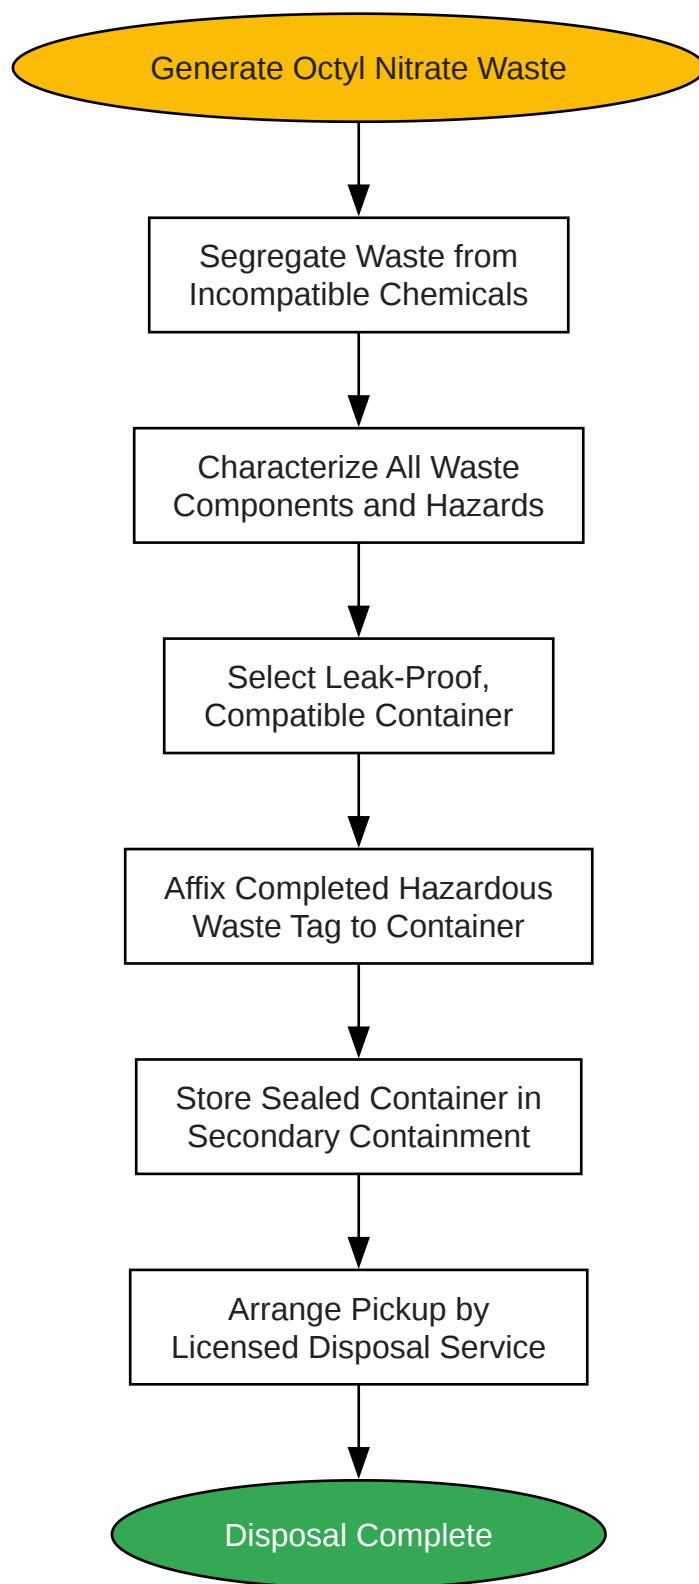 Generate Octyl Nitrate Waste
Segregate Waste from
Incompatible Chemicals
Characterize All Waste
Components and Hazards
Select Leak-Proof,
Compatible Container
Affix Completed Hazardous
Waste Tag to Container
Store Sealed Container in
Secondary Containment
Arrange Pickup by
Licensed Disposal Service
Disposal Complete